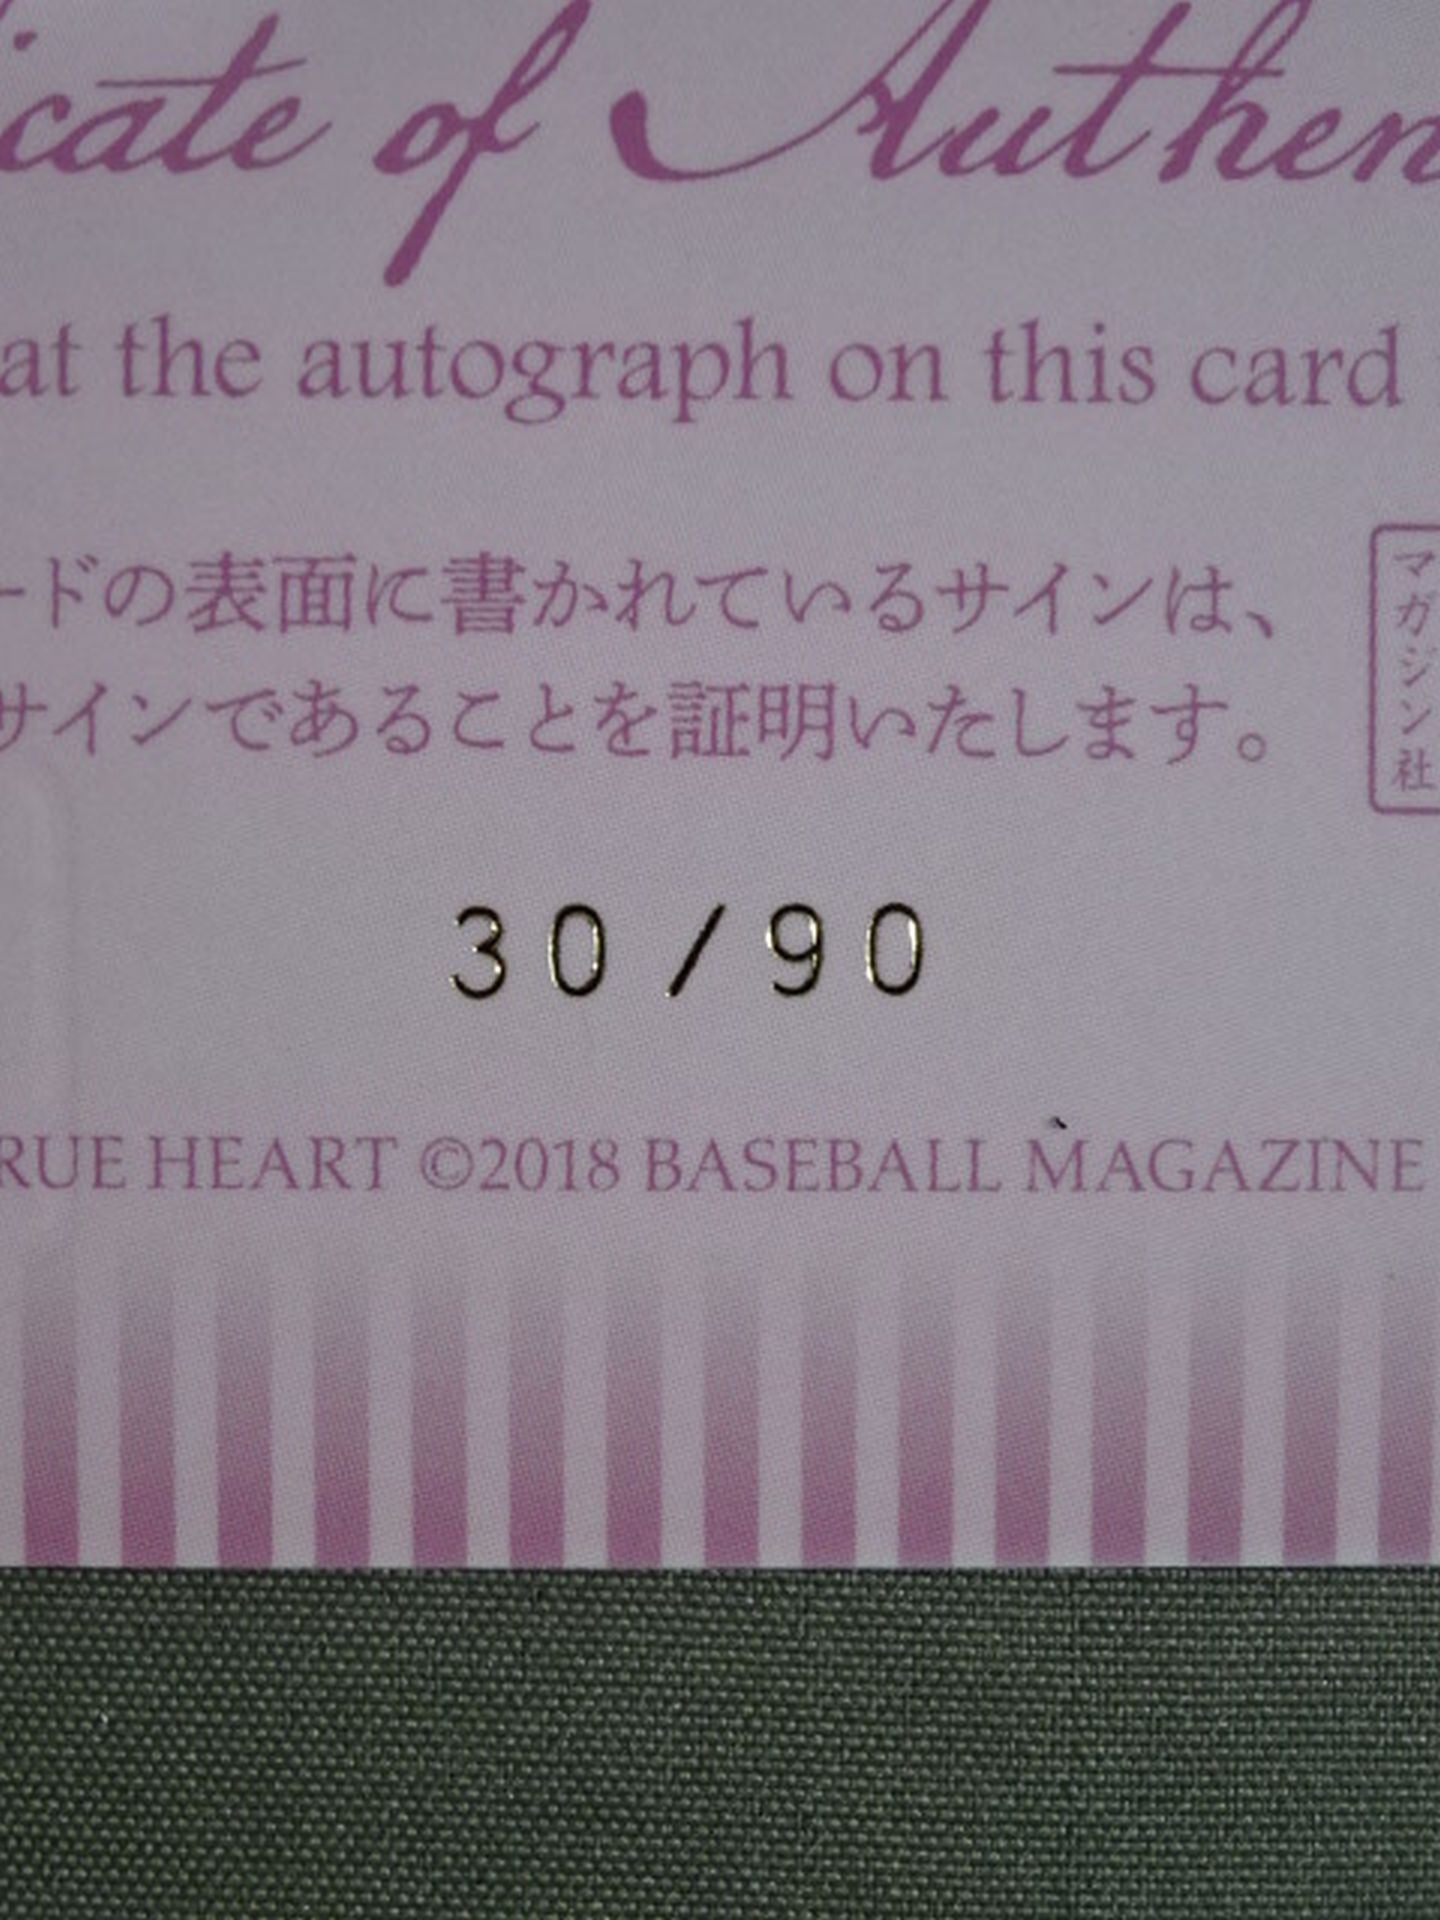 icate of Authen
at the autograph on this card
ードの表面に書かれているサインは、
サインであることを証明いたします。
マガジン社
30/90
RUE HEART ©2018 BASEBALL MAGAZINE